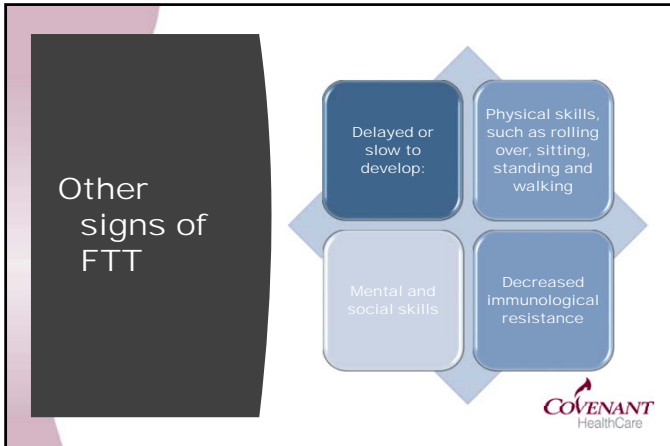 Other
signs of
FTT
Delayed or
slow to
develop:
Physical skills,
such as rolling
over, sitting,
standing and
walking
Mental and
social skills
Decreased
immunological
resistance
COVENANT
HealthCare